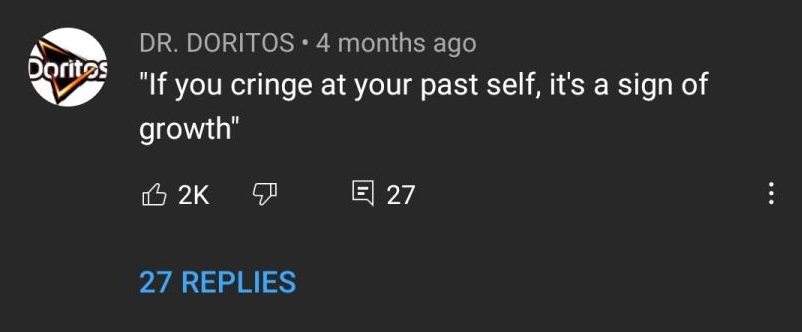 Doritos
DR. DORITOS • 4 months ago
"If you cringe at your past self, it's a sign of
growth"
2K 27
27 REPLIES